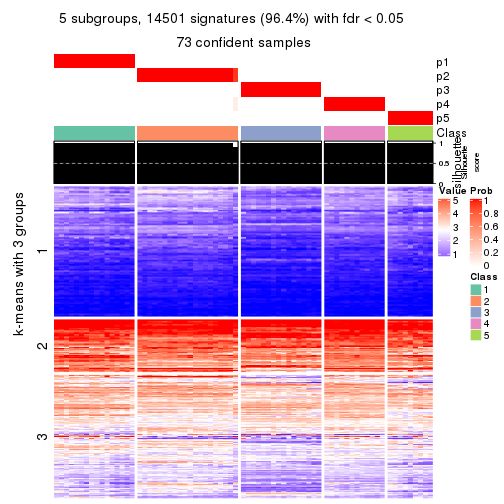 5 subgroups, 14501 signatures (96.4%) with fdr < 0.05
73 confident samples
p1
p2
p3
p4
p5
Class
silhouette
Silhouette
score
1
0.5
0
k-means with 3 groups
1
2
3
Value
5
4
3
2
1
Prob
1
0.8
0.6
0.4
0.2
0
Class
1
2
3
4
5